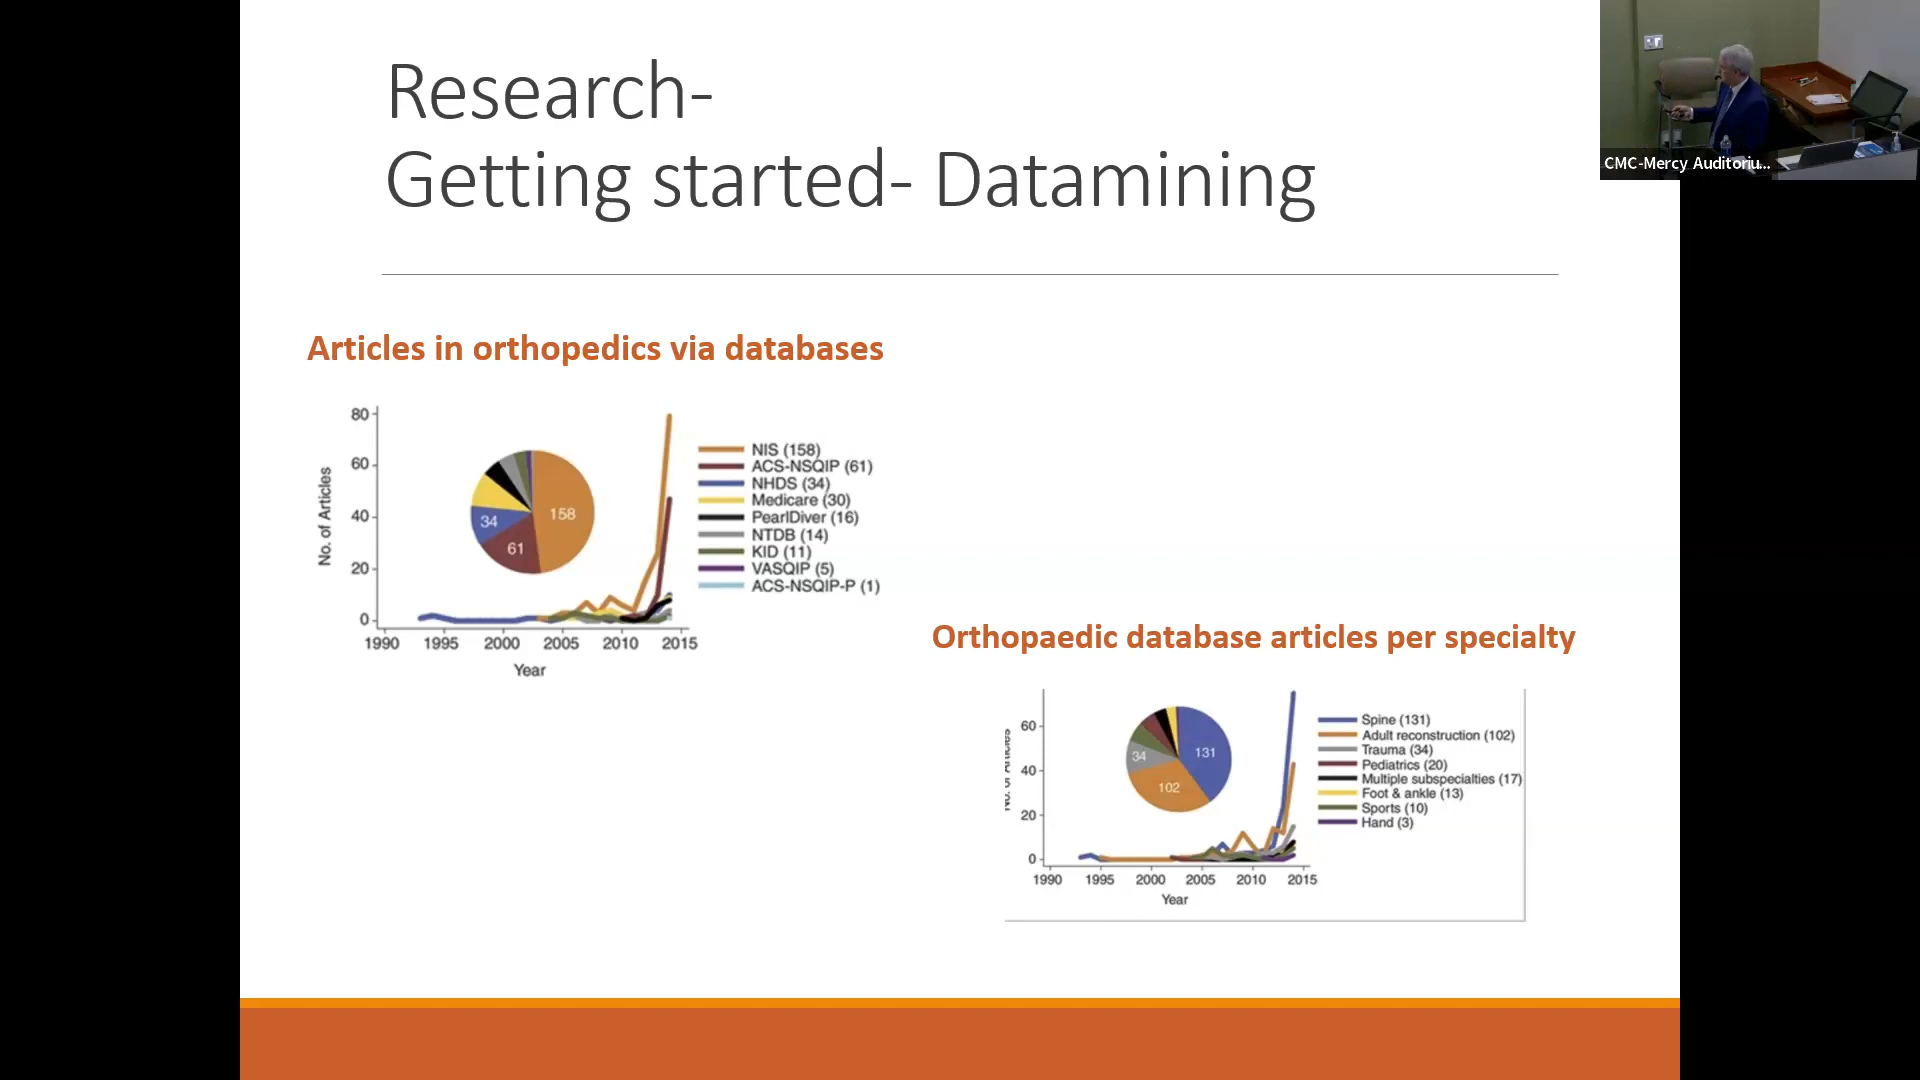 Research-
Getting started- Datamining
CMC-Mercy Auditoriu...
Articles in orthopedics via databases
No. of Articles
80
60
40
20
0
1990 1995 2000 2005 2010 2015
Year
158
61
34
NIS (158)
ACS-NSQIP (61)
NHDS (34)
Medicare (30)
PearlDiver (16)
NTDB (14)
KID (11)
VASQIP (5)
ACS-NSQIP-P (1)
Orthopaedic database articles per specialty
60
40
20
0
1990 1995 2000 2005 2010 2015
Year
131
102
34
Spine (131)
Adult reconstruction (102)
Trauma (34)
Pediatrics (20)
Multiple subspecialties (17)
Foot & ankle (13)
Sports (10)
Hand (3)